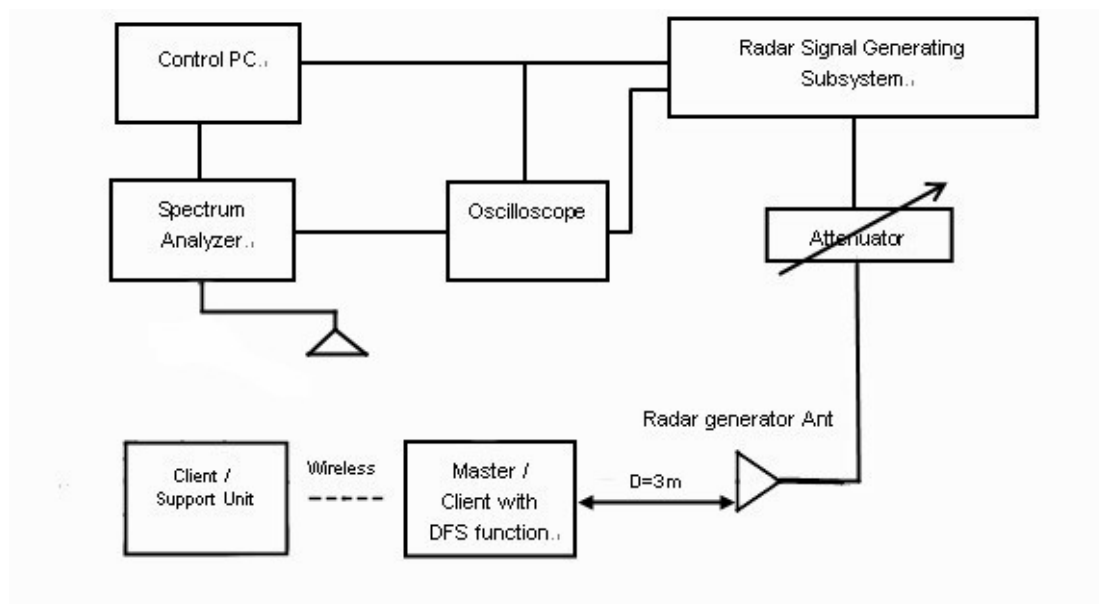 Control PC
Radar Signal Generating
Subsystem
Spectrum
Analyzer
Oscilloscope
Attenuator
Radar generator Ant
Client /
Support Unit
Wireless
Master /
Client with
DFS function
D=3m